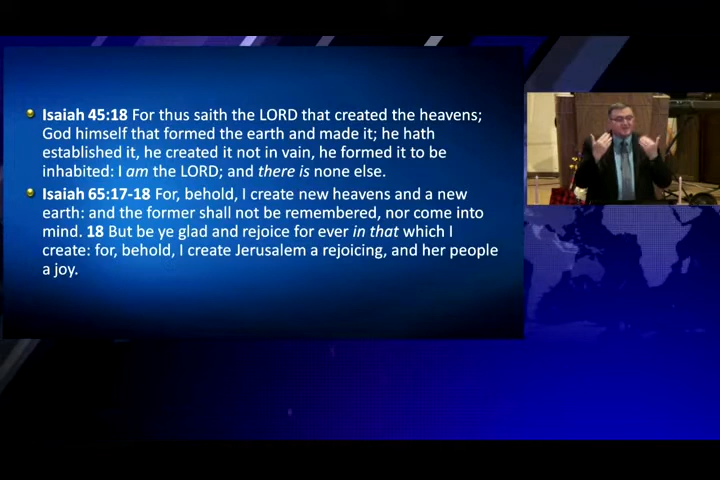 Isaiah 45:18 For thus saith the LORD that created the heavens;
God himself that formed the earth and made it; he hath
established it, he created it not in vain, he formed it to be
inhabited: I am the LORD; and there is none else.
Isaiah 65:17-18 For, behold, I create new heavens and a new
earth: and the former shall not be remembered, nor come into
mind. 18 But be ye glad and rejoice for ever in that which I
create: for, behold, I create Jerusalem a rejoicing, and her people
a joy.